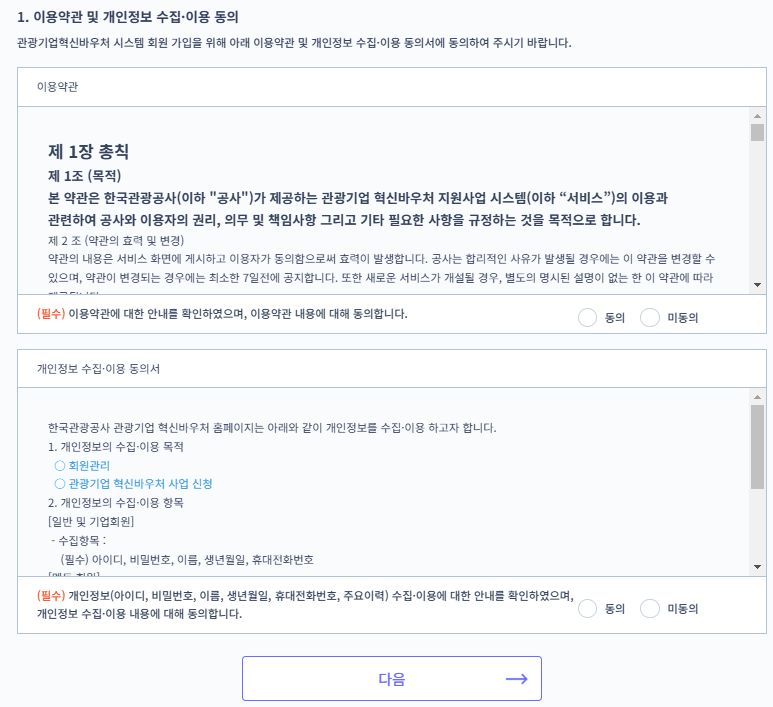 1. 이용약관 및 개인정보 수집·이용 동의
관광기업혁신바우처 시스템 회원 가입을 위해 아래 이용약관 및 개인정보 수집·이용 동의서에 동의하여 주시기 바랍니다.
이용약관
제 1장 총칙
제 1조 (목적)
본 약관은 한국관광공사(이하 "공사")가 제공하는 관광기업 혁신바우처 지원사업 시스템(이하 “서비스”)의 이용과
관련하여 공사와 이용자의 권리, 의무 및 책임사항 그리고 기타 필요한 사항을 규정하는 것을 목적으로 합니다.
제 2 조 (약관의 효력 및 변경)
약관의 내용은 서비스 화면에 게시하고 이용자가 동의함으로써 효력이 발생합니다. 공사는 합리적인 사유가 발생될 경우에는 이 약관을 변경할 수
있으며, 약관이 변경되는 경우에는 최소한 7일전에 공지합니다. 또한 새로운 서비스가 개설될 경우, 별도의 명시된 설명이 없는 한 이 약관에 따라
(필수) 이용약관에 대한 안내를 확인하였으며, 이용약관 내용에 대해 동의합니다.
동의 미동의
개인정보 수집·이용 동의서
한국관광공사 관광기업 혁신바우처 홈페이지는 아래와 같이 개인정보를 수집·이용 하고자 합니다.
1. 개인정보의 수집·이용 목적
○ 회원관리
○ 관광기업 혁신바우처 사업 신청
2. 개인정보의 수집·이용 항목
[일반 및 기업회원]
- 수집항목 :
(필수) 아이디, 비밀번호, 이름, 생년월일, 휴대전화번호
(필수) 개인정보(아이디, 비밀번호, 이름, 생년월일, 휴대전화번호, 주요이력) 수집·이용에 대한 안내를 확인하였으며,
개인정보 수집·이용 내용에 대해 동의합니다.
동의 미동의
다음